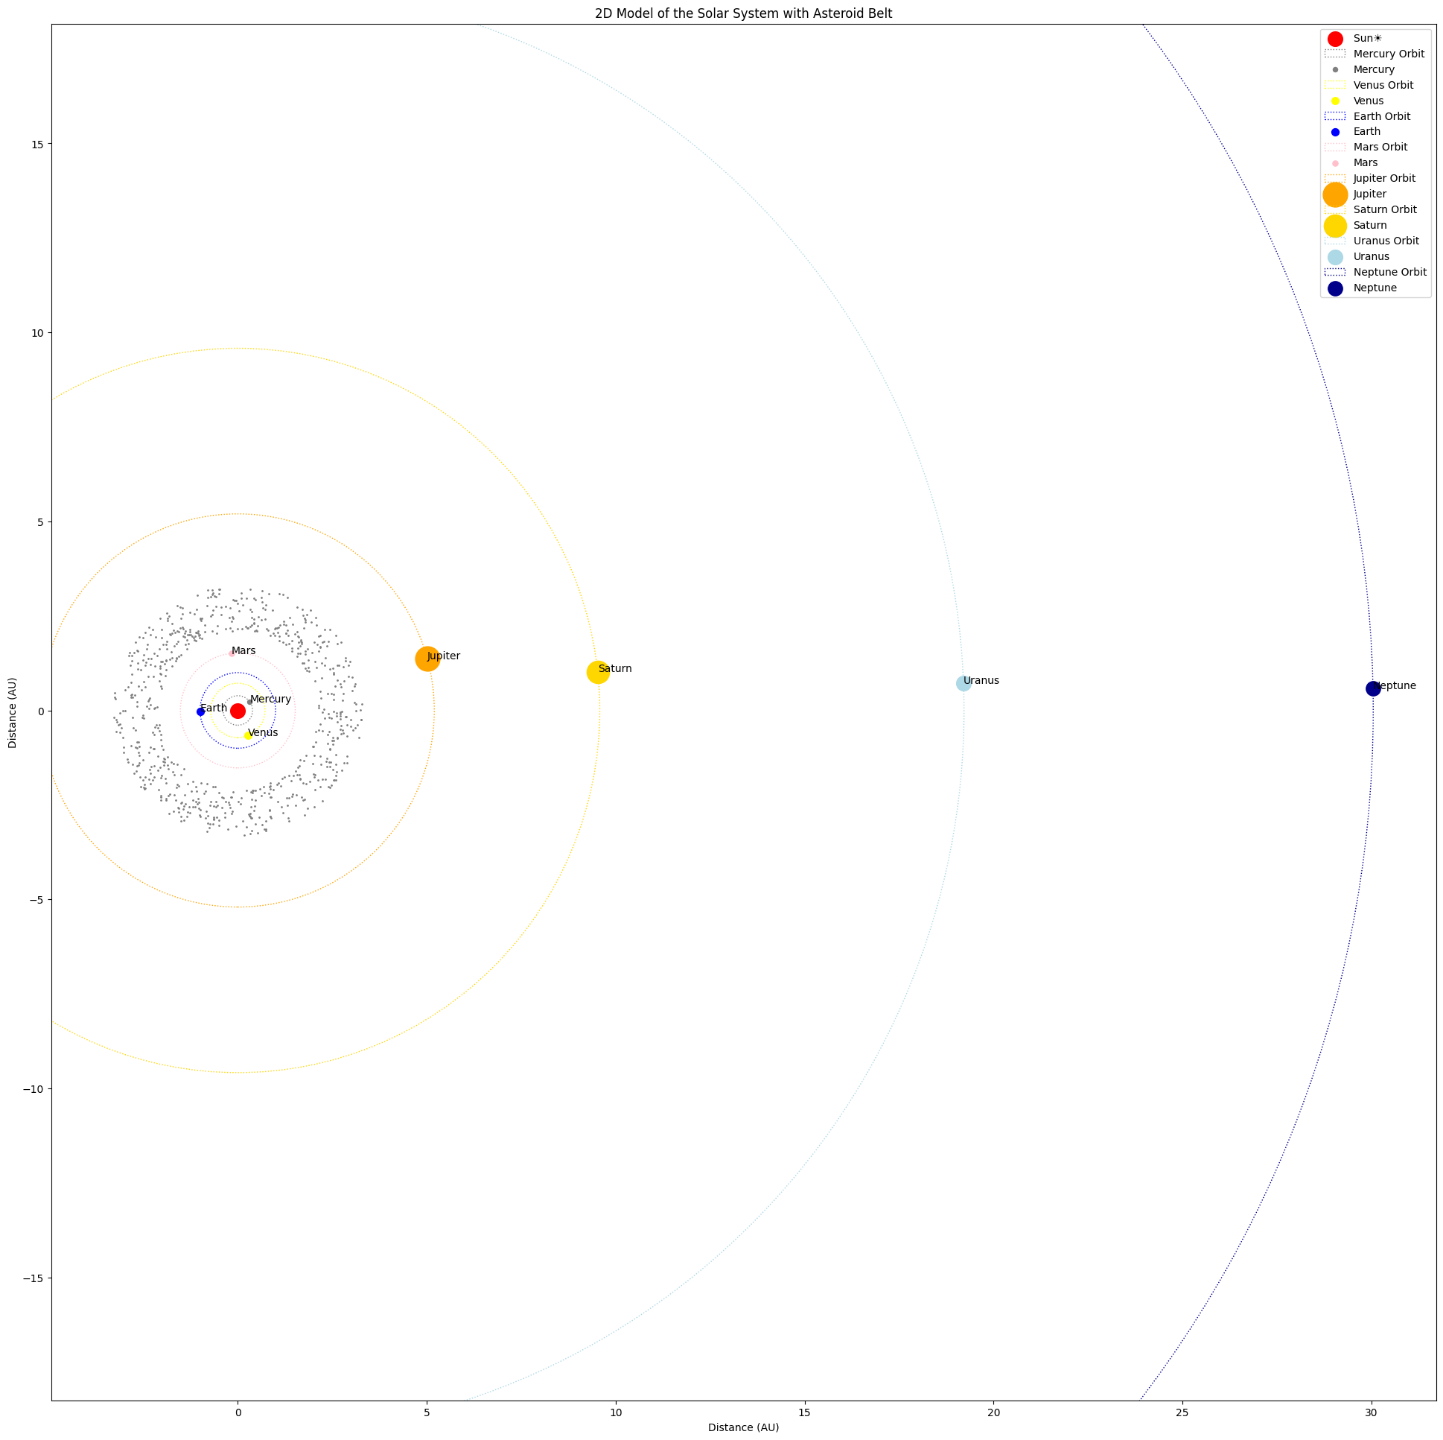 2D Model of the Solar System with Asteroid Belt
Sun☀
Mercury Orbit
Mercury
Venus Orbit
Venus
Earth Orbit
Earth
Mars Orbit
Mars
Jupiter Orbit
Jupiter
Saturn Orbit
Saturn
Uranus Orbit
Uranus
Neptune Orbit
Neptune
15
10
5
0
−5
−10
−15
Distance (AU)
Mars
Jupiter
Saturn
Uranus
Neptune
Mercury
Earth
Venus
0
5
10
15
20
25
30
Distance (AU)